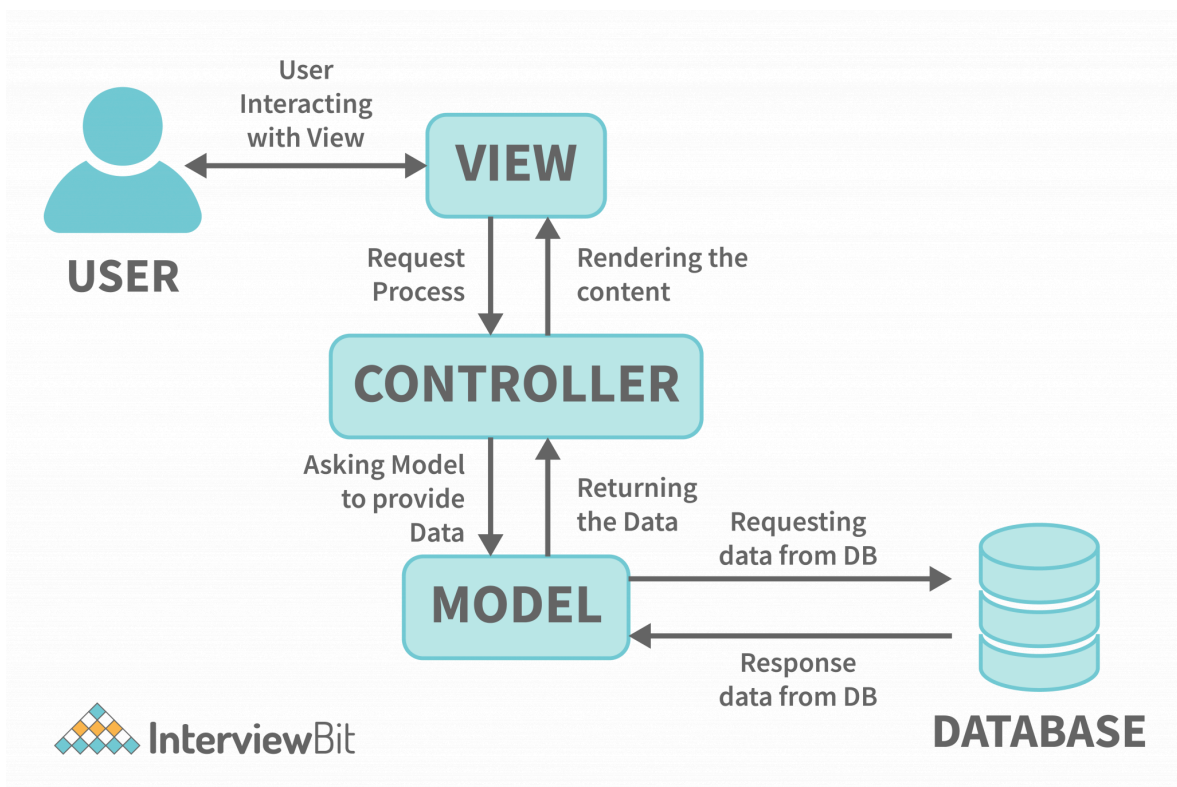 User
Interacting
with View
VIEW
USER
Request
Process
Rendering the
content
CONTROLLER
Asking Model
to provide
Data
Returning
the Data
Requesting
data from DB
MODEL
Response
data from DB
DATABASE
InterviewBit